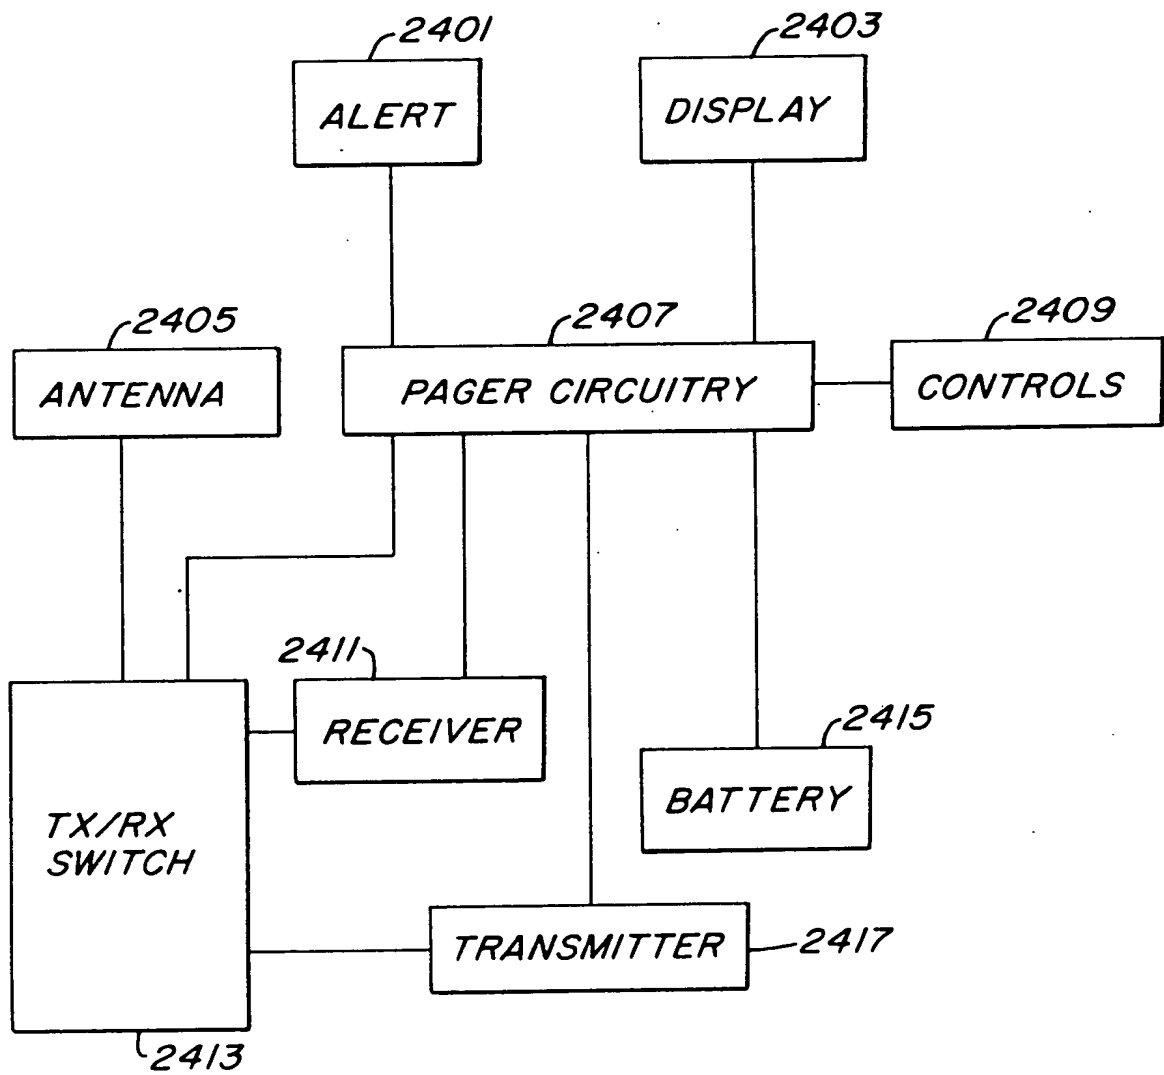 2401
ALERT
2403
DISPLAY
2405
ANTENNA
2407
PAGER CIRCUITRY
2409
CONTROLS
2411
RECEIVER
2415
BATTERY
TX/RX
SWITCH
2413
TRANSMITTER
2417